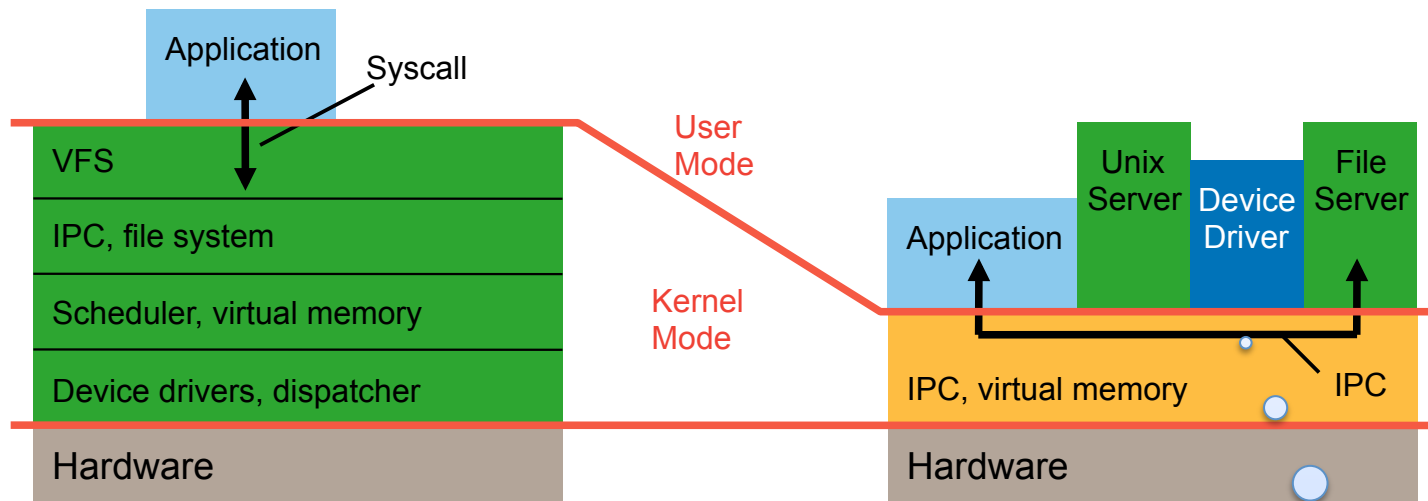 Application
Syscall
VFS
IPC, file system
Scheduler, virtual memory
Device drivers, dispatcher
Hardware
User
Mode
Kernel
Mode
Application
Unix
Server
Device
Driver
File
Server
IPC, virtual memory
IPC
Hardware